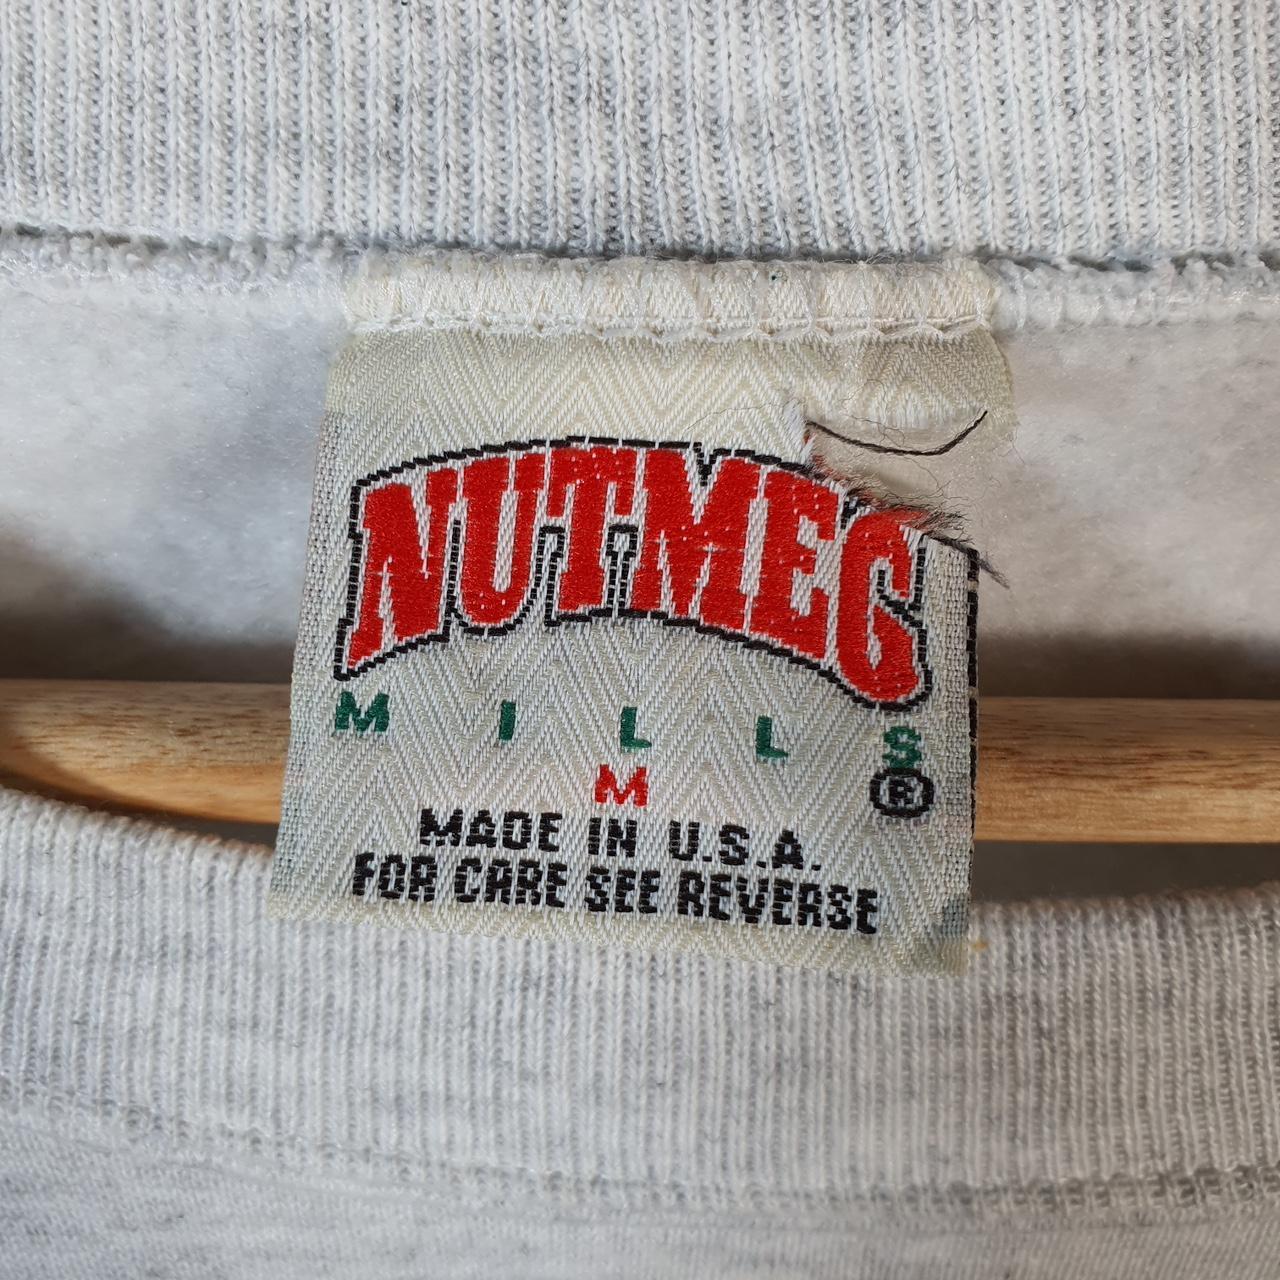 NUTMEG
MILLS
®
M
MADE IN U.S.A.
FOR CARE SEE REVERSE